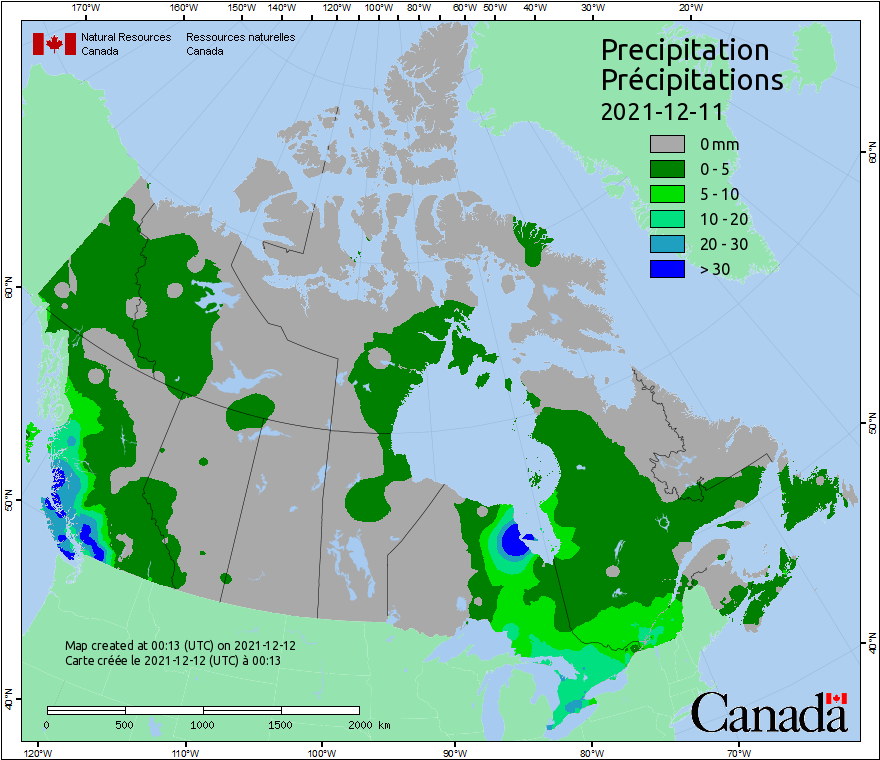 170°W 160°W 150°W 140°W 130°W 120°W 110°W 100°W 90°W 80°W 70°W 60°W 50°W 40°W 30°W 20°W
Natural Resources Ressources naturelles
Canada Canada
Precipitation
Précipitations
2021-12-11
0 mm
0 - 5
5 - 10
10 - 20
20 - 30
> 30
60°N
50°N
40°N
60°N
50°N
40°N
Map created at 00:13 (UTC) on 2021-12-12
Carte créée le 2021-12-12 (UTC) à 00:13
0 500 1000 1500 2000 km
Canada
120°W 110°W 100°W 90°W 80°W 70°W